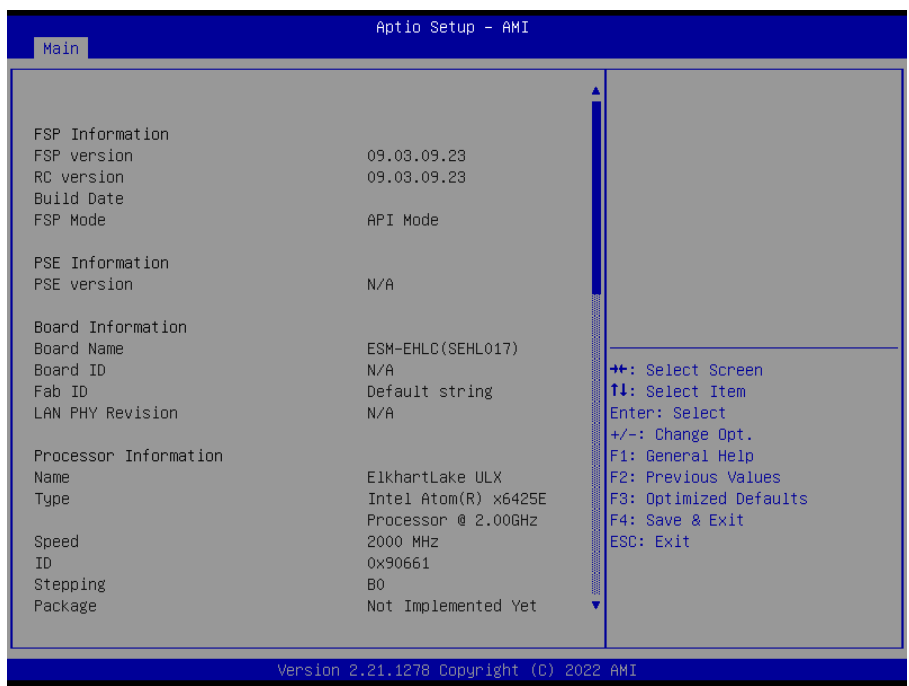 Aptio Setup – AMI
Main
FSP Information
FSP version 09.03.09.23
RC version 09.03.09.23
Build Date
FSP Mode API Mode
PSE Information
PSE version N/A
Board Information
Board Name ESM-EHLC(SEHL017)
Board ID N/A
Fab ID Default string
LAN PHY Revision N/A
Processor Information
Name ElkhartLake ULX
Type Intel Atom(R) x6425E
Processor @ 2.00GHz
Speed 2000 MHz
ID 0x90661
Stepping B0
Package Not Implemented Yet
→←: Select Screen
↑↓: Select Item
Enter: Select
+/-: Change Opt.
F1: General Help
F2: Previous Values
F3: Optimized Defaults
F4: Save & Exit
ESC: Exit
Version 2.21.1278 Copyright (C) 2022 AMI